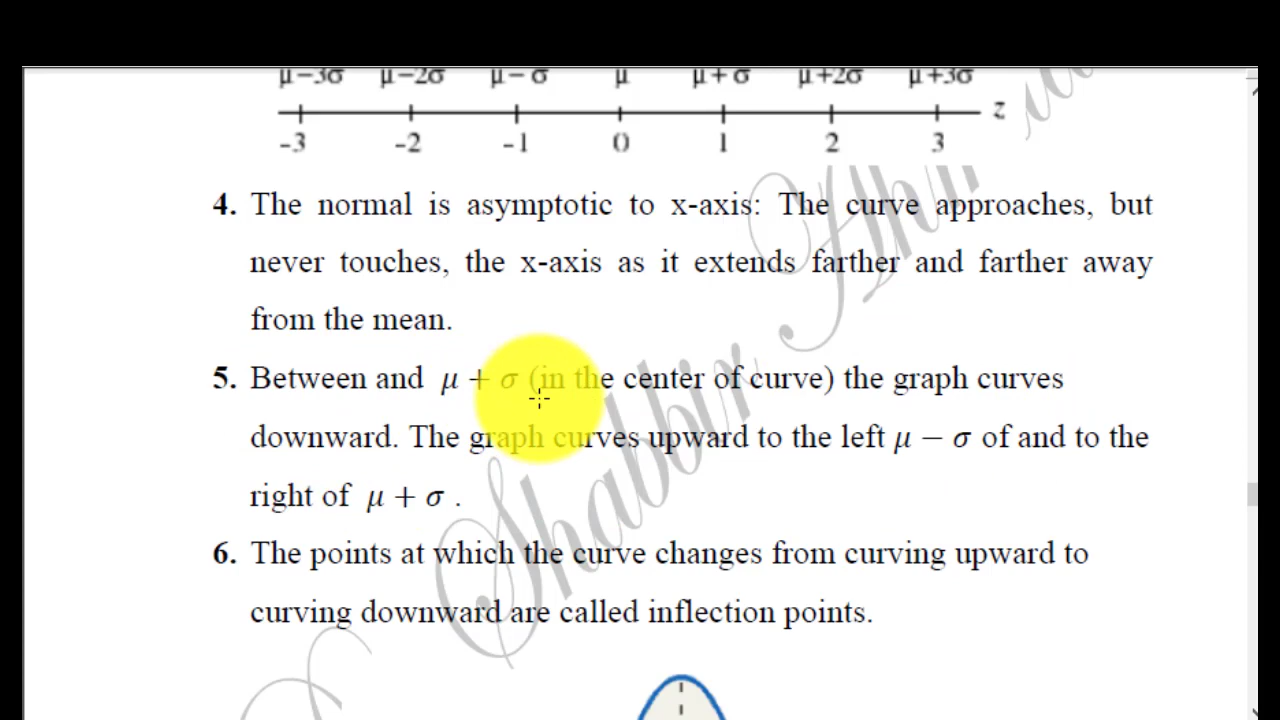 μ−3σ μ−2σ μ−σ μ μ+σ μ+2σ μ+3σ
z
-3 -2 -1 0 1 2 3
4. The normal is asymptotic to x-axis: The curve approaches, but
never touches, the x-axis as it extends farther and farther away
from the mean.
5. Between and μ + σ (in the center of curve) the graph curves
downward. The graph curves upward to the left μ − σ of and to the
right of μ + σ .
6. The points at which the curve changes from curving upward to
curving downward are called inflection points.
Shabbir